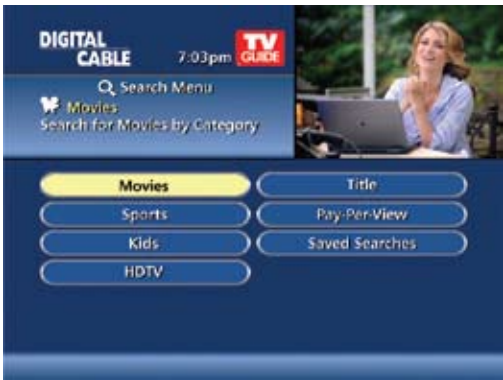 DIGITAL
CABLE
7:03pm
TV
GUIDE
Search Menu
Movies
Search for Movies by Category
Movies
Title
Sports
Pay-Per-View
Kids
Saved Searches
HDTV